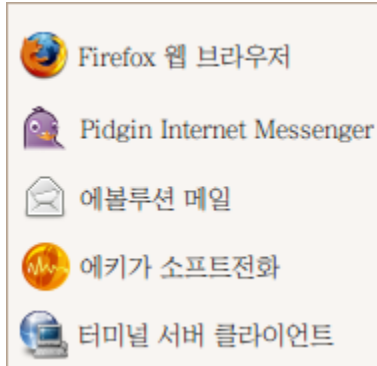 Firefox 웹 브라우저
Pidgin Internet Messenger
에볼루션 메일
에키가 소프트전화
터미널 서버 클라이언트